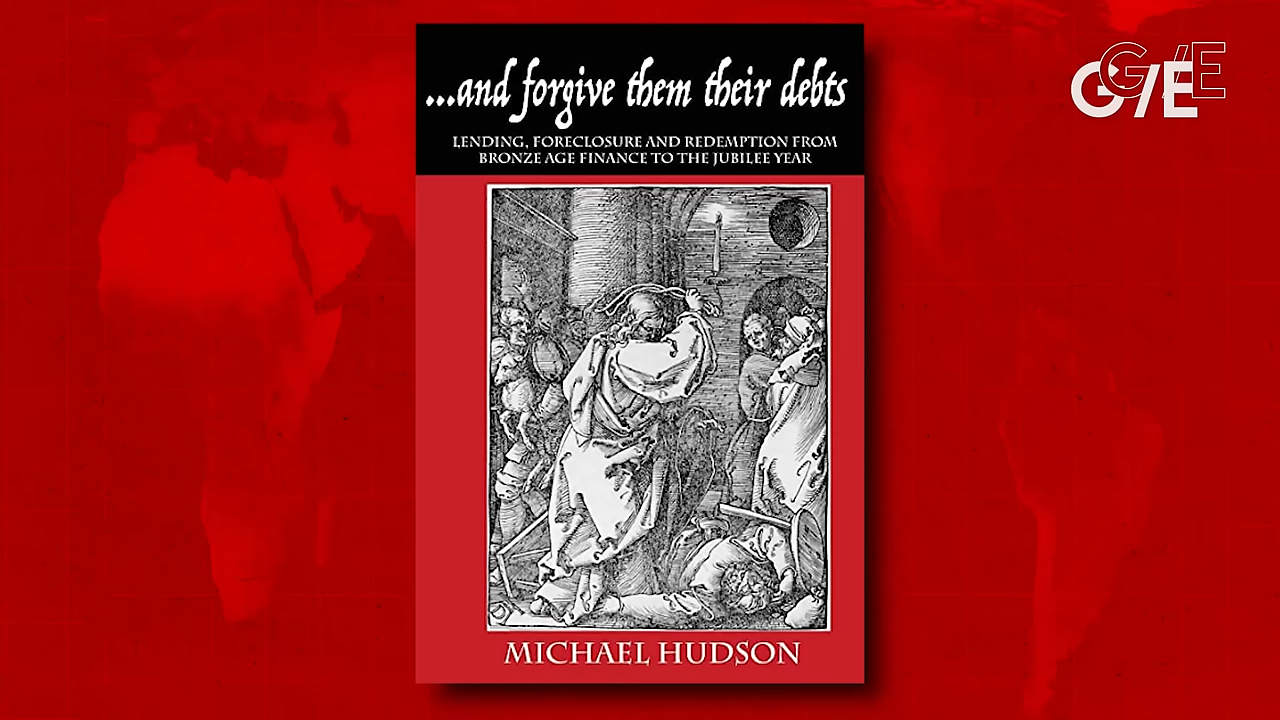 ...and forgive them their debts
LENDING, FORECLOSURE AND REDEMPTION FROM
BRONZE AGE FINANCE TO THE JUBILEE YEAR
MICHAEL HUDSON
G/E
G/E